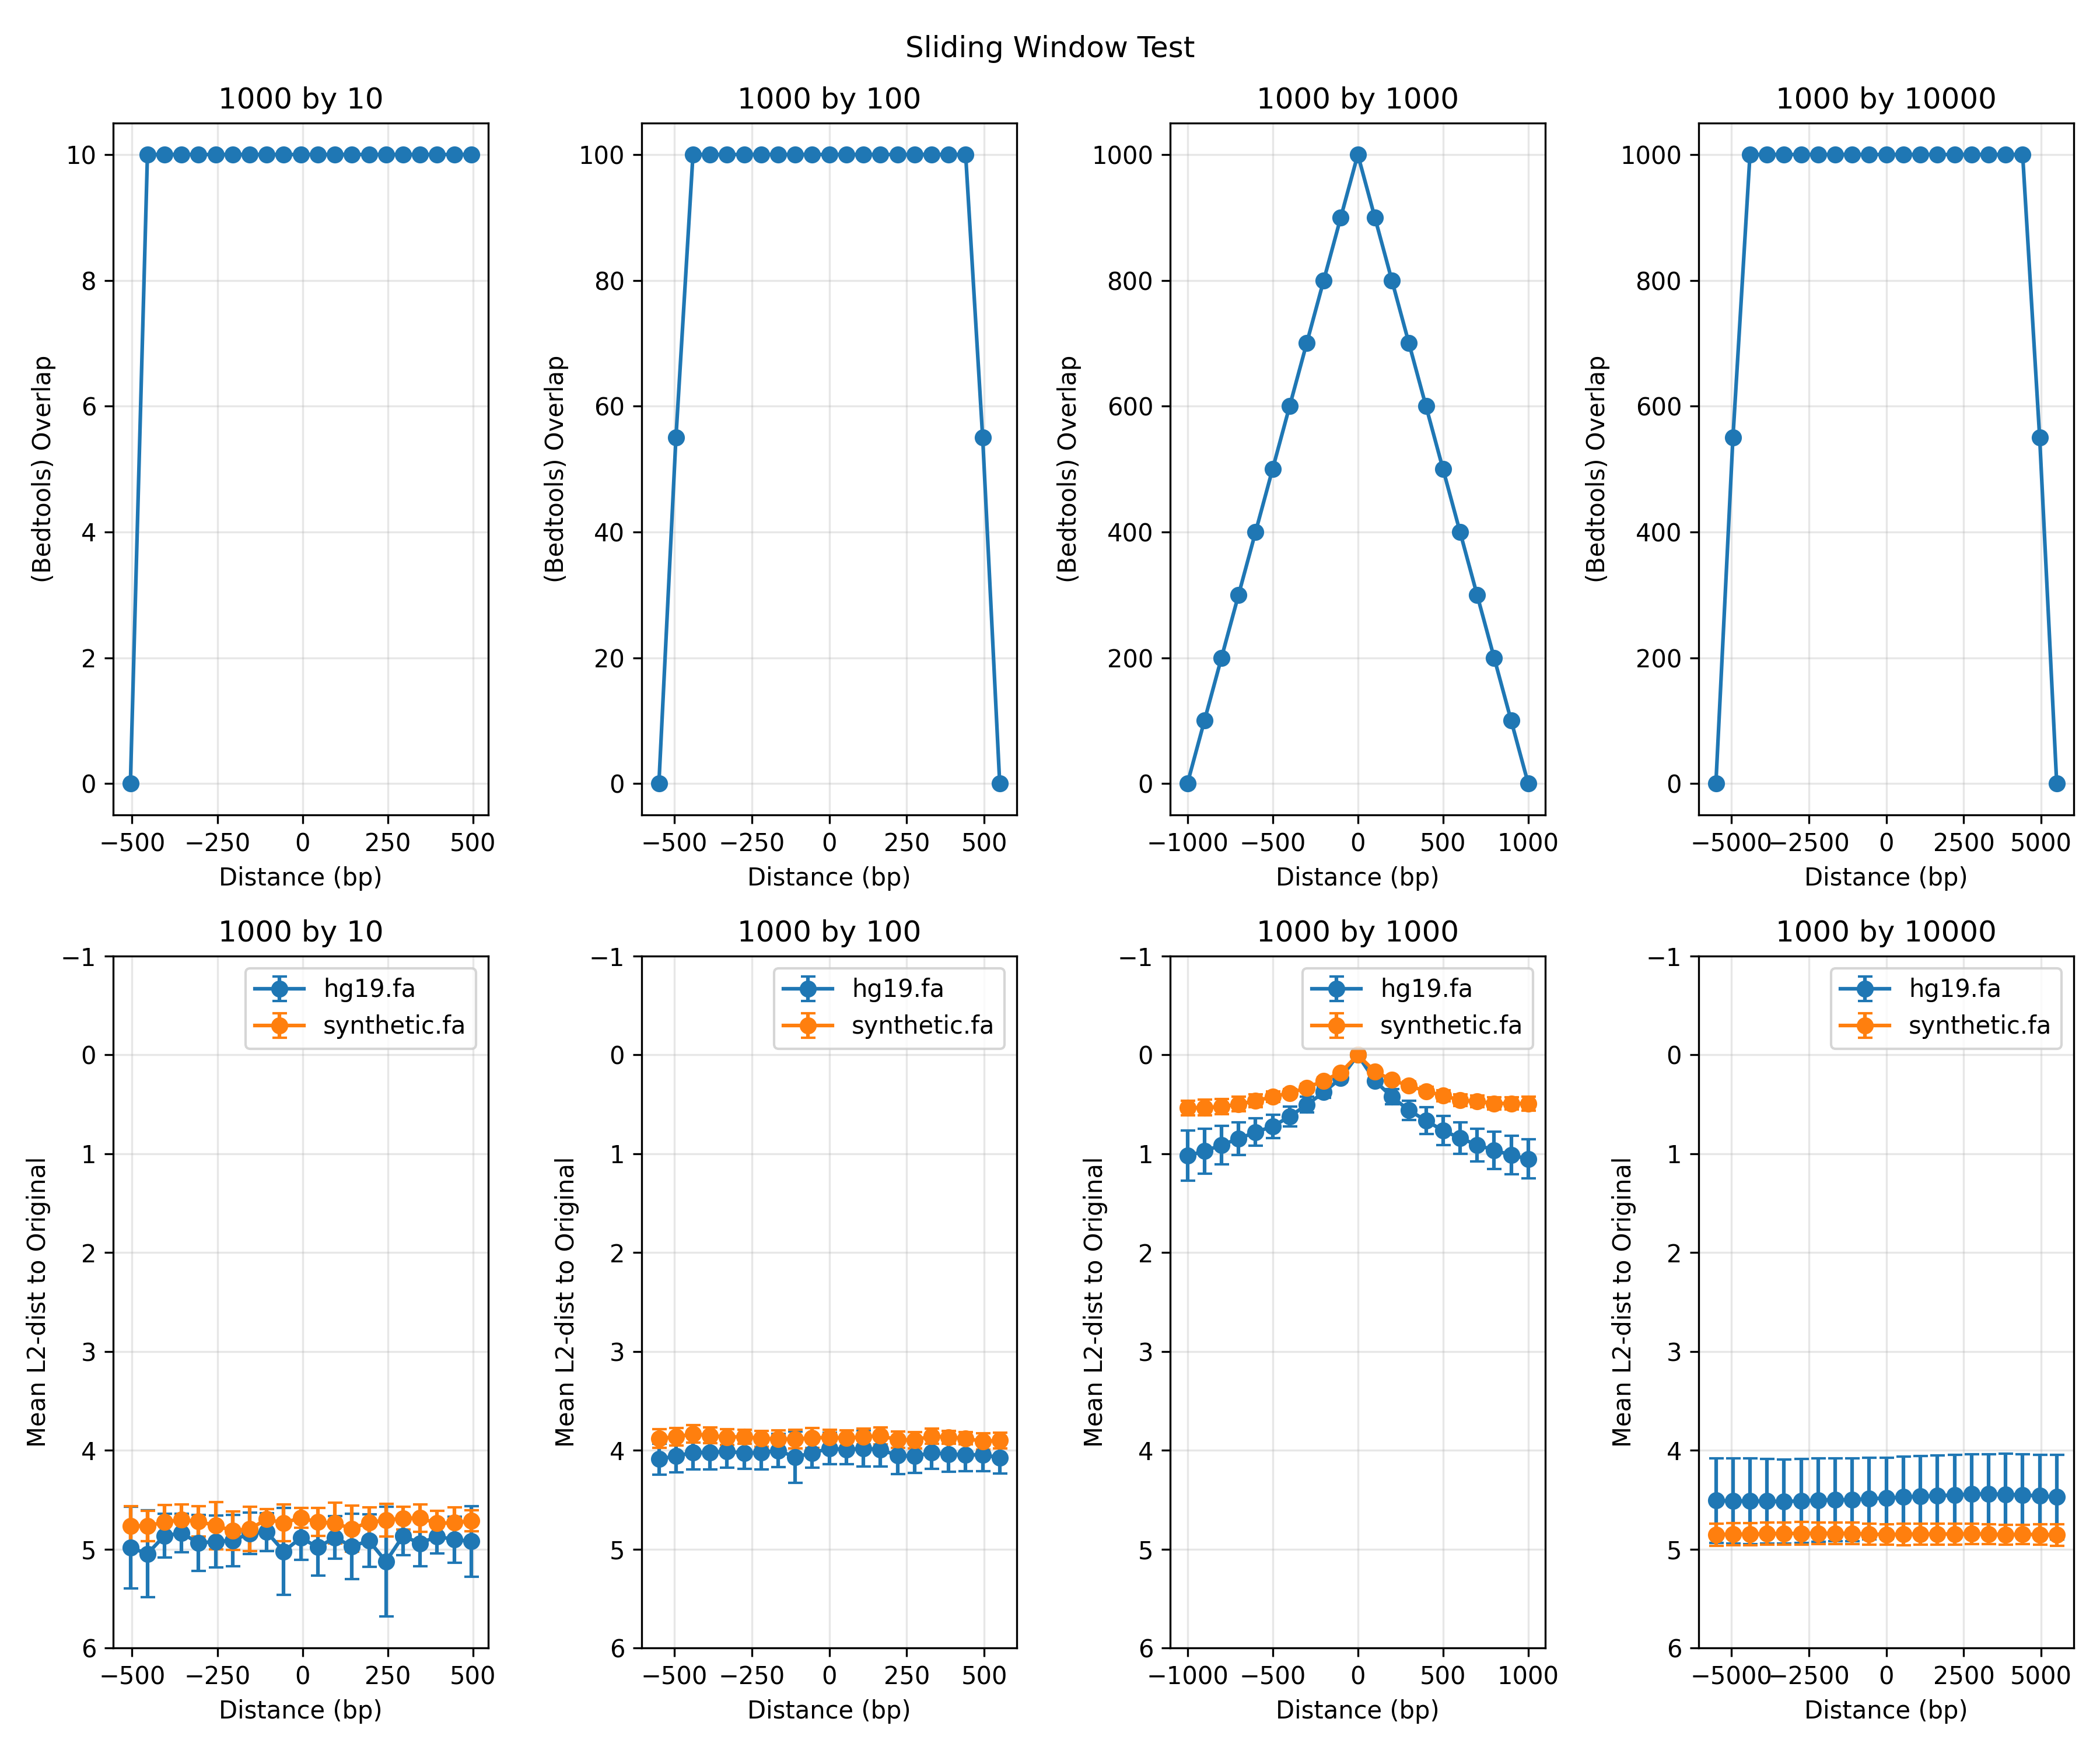 Sliding Window Test
1000 by 10
1000 by 100
1000 by 1000
1000 by 10000
(Bedtools) Overlap
10
8
6
4
2
0
−500
−250
0
250
500
Distance (bp)
(Bedtools) Overlap
100
80
60
40
20
0
−500
−250
0
250
500
Distance (bp)
(Bedtools) Overlap
1000
800
600
400
200
0
−1000
−500
0
500
1000
Distance (bp)
(Bedtools) Overlap
1000
800
600
400
200
0
−5000
−2500
0
2500
5000
Distance (bp)
1000 by 10
Mean L2-dist to Original
−1
0
1
2
3
4
5
6
hg19.fa
synthetic.fa
−500
−250
0
250
500
Distance (bp)
1000 by 100
Mean L2-dist to Original
−1
0
1
2
3
4
5
6
hg19.fa
synthetic.fa
−500
−250
0
250
500
Distance (bp)
1000 by 1000
Mean L2-dist to Original
−1
0
1
2
3
4
5
6
hg19.fa
synthetic.fa
−1000
−500
0
500
1000
Distance (bp)
1000 by 10000
Mean L2-dist to Original
−1
0
1
2
3
4
5
6
hg19.fa
synthetic.fa
−5000
−2500
0
2500
5000
Distance (bp)